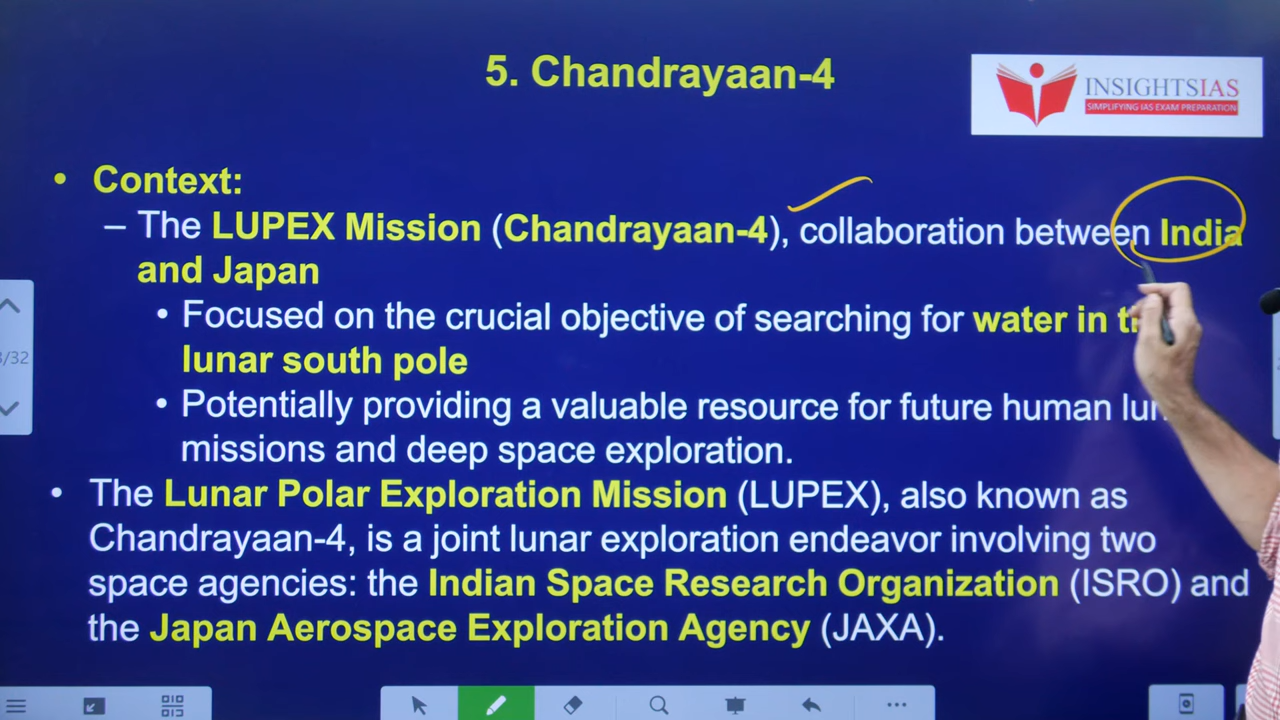 5. Chandrayaan-4
INSIGHTSIAS
SIMPLIFYING IAS EXAM PREPARATION
• Context:
– The LUPEX Mission (Chandrayaan-4), collaboration between India
and Japan
• Focused on the crucial objective of searching for water in
lunar south pole
• Potentially providing a valuable resource for future human
missions and deep space exploration.
• The Lunar Polar Exploration Mission (LUPEX), also known as
Chandrayaan-4, is a joint lunar exploration endeavor involving two
space agencies: the Indian Space Research Organization (ISRO) and
the Japan Aerospace Exploration Agency (JAXA).
/32